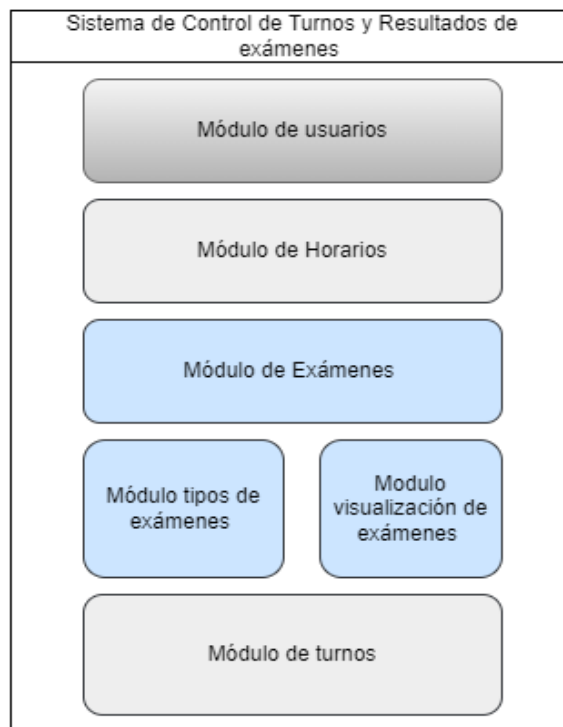 Sistema de Control de Turnos y Resultados de
exámenes
Módulo de usuarios
Módulo de Horarios
Módulo de Exámenes
Módulo tipos de
exámenes
Modulo
visualización de
exámenes
Módulo de turnos